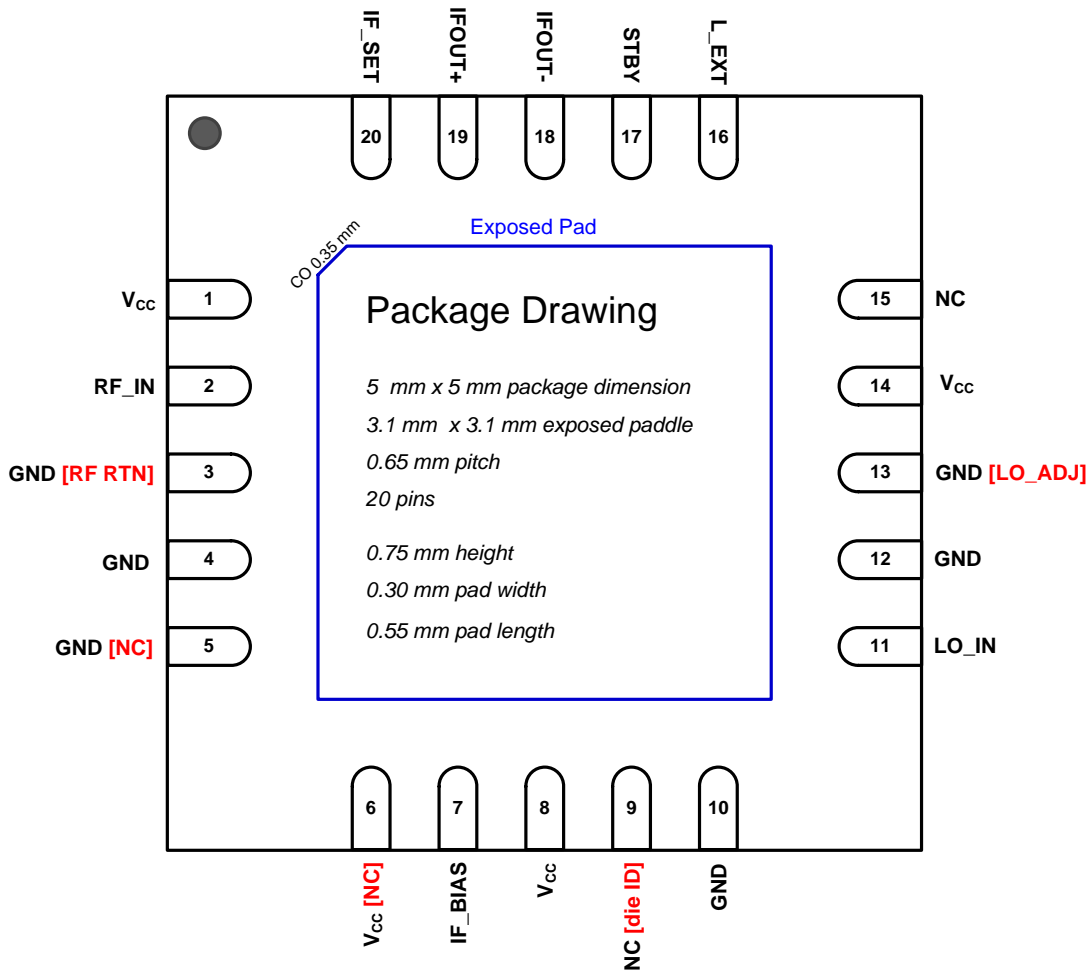 IF_SET
IFOUT+
IFOUT-
STBY
L_EXT
20
19
18
17
16
Exposed Pad
CO 0.35 mm
Package Drawing
5 mm x 5 mm package dimension
3.1 mm x 3.1 mm exposed paddle
0.65 mm pitch
20 pins
0.75 mm height
0.30 mm pad width
0.55 mm pad length
VCC 1
RF_IN 2
GND [RF RTN] 3
GND 4
GND [NC] 5
15 NC
14 VCC
13 GND [LO_ADJ]
12 GND
11 LO_IN
6
7
8
9
10
VCC [NC]
IF_BIAS
VCC
NC [die ID]
GND